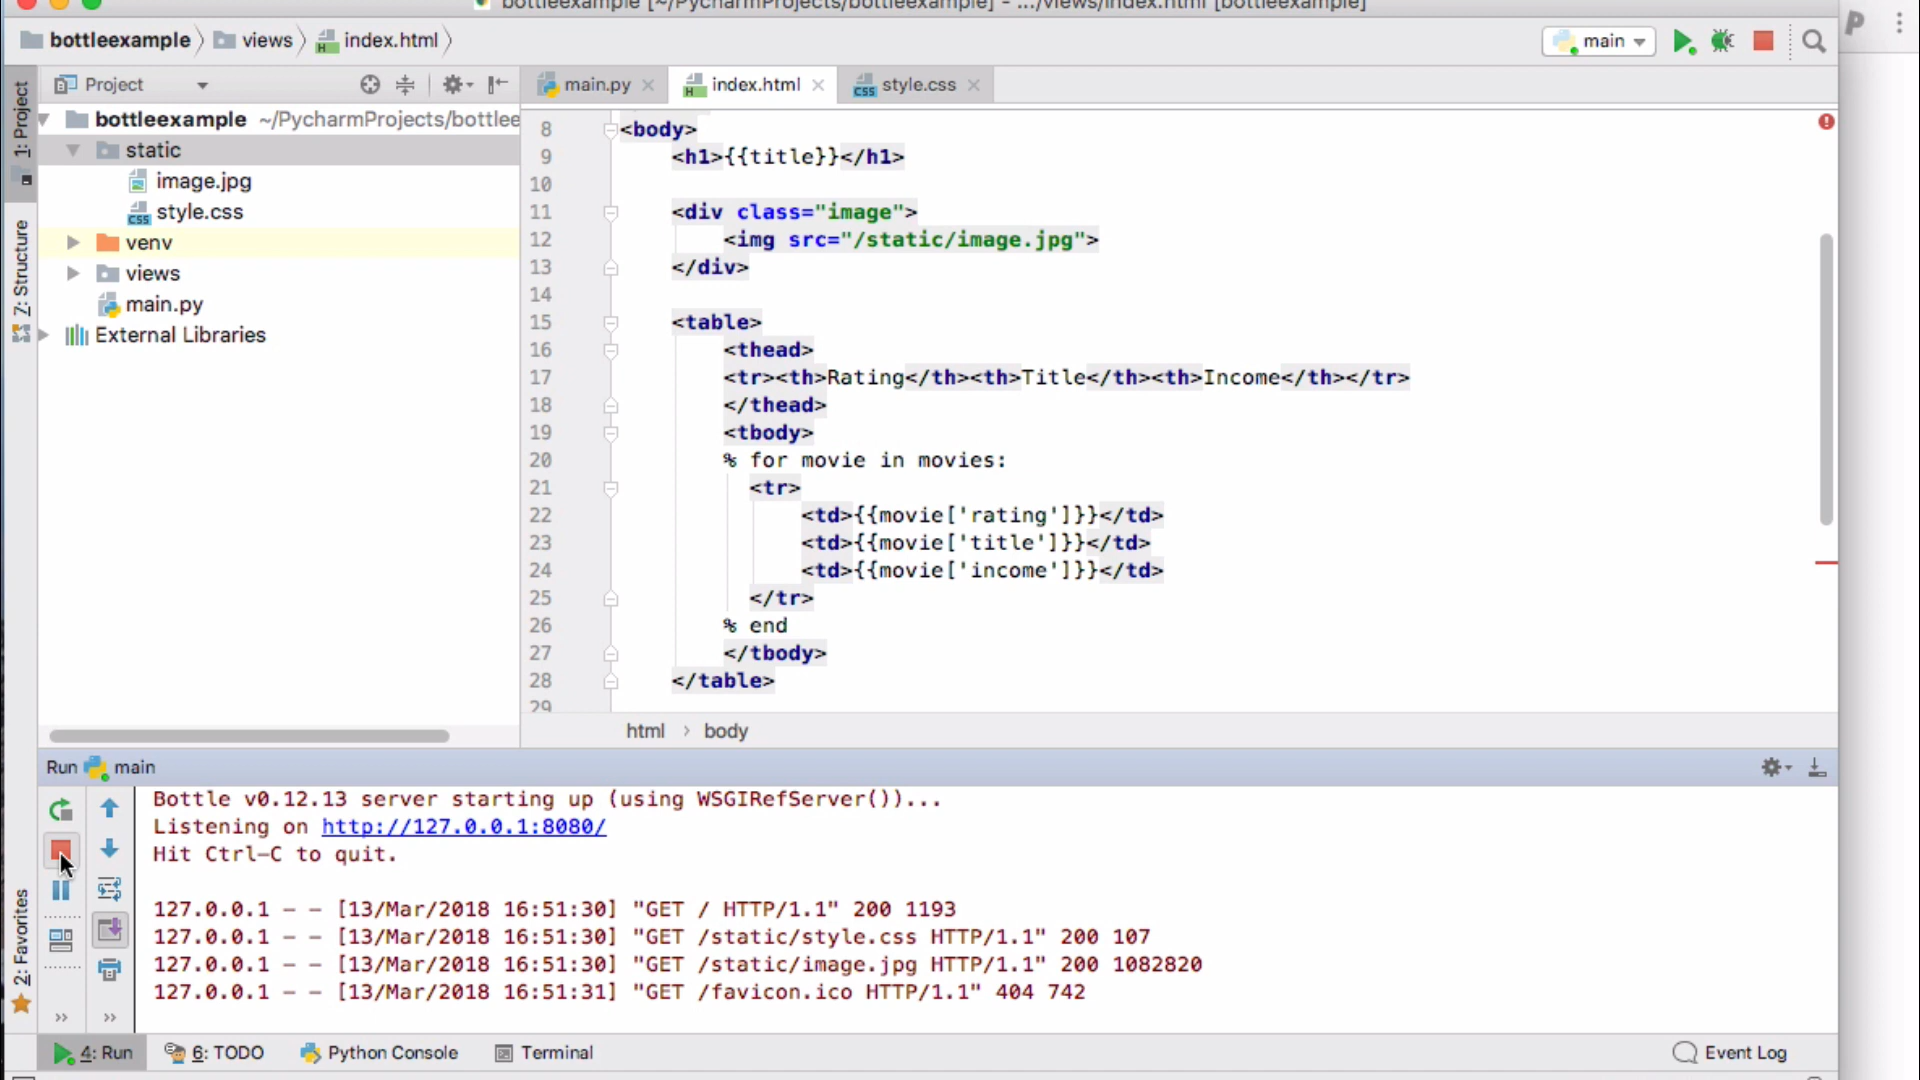 bottleexample [~/PycharmProjects/bottleexample] - .../views/index.html [bottleexample]
bottleexample views index.html
main
1: Project
Project
main.py index.html style.css
bottleexample ~/PycharmProjects/bottlee
static
image.jpg
style.css
venv
views
main.py
External Libraries
7: Structure
8 <body>
9 <h1>{{title}}</h1>
10
11 <div class="image">
12 <img src="/static/image.jpg">
13 </div>
14
15 <table>
16 <thead>
17 <tr><th>Rating</th><th>Title</th><th>Income</th></tr>
18 </thead>
19 <tbody>
20 % for movie in movies:
21 <tr>
22 <td>{{movie['rating']}}</td>
23 <td>{{movie['title']}}</td>
24 <td>{{movie['income']}}</td>
25 </tr>
26 % end
27 </tbody>
28 </table>
29
html › body
Run main
Bottle v0.12.13 server starting up (using WSGIRefServer())...
Listening on http://127.0.0.1:8080/
Hit Ctrl-C to quit.
127.0.0.1 - - [13/Mar/2018 16:51:30] "GET / HTTP/1.1" 200 1193
127.0.0.1 - - [13/Mar/2018 16:51:30] "GET /static/style.css HTTP/1.1" 200 107
127.0.0.1 - - [13/Mar/2018 16:51:30] "GET /static/image.jpg HTTP/1.1" 200 1082820
127.0.0.1 - - [13/Mar/2018 16:51:31] "GET /favicon.ico HTTP/1.1" 404 742
2: Favorites
4: Run 6: TODO Python Console Terminal Event Log